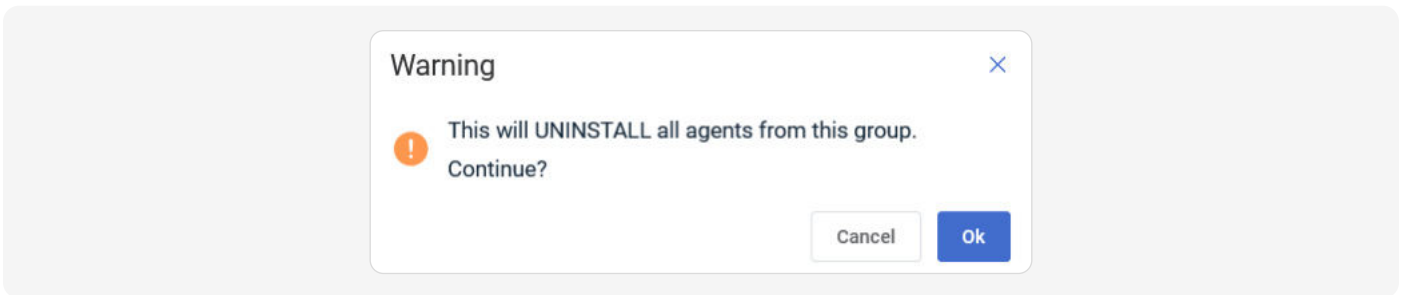 Warning
This will UNINSTALL all agents from this group.
Continue?
Cancel
Ok